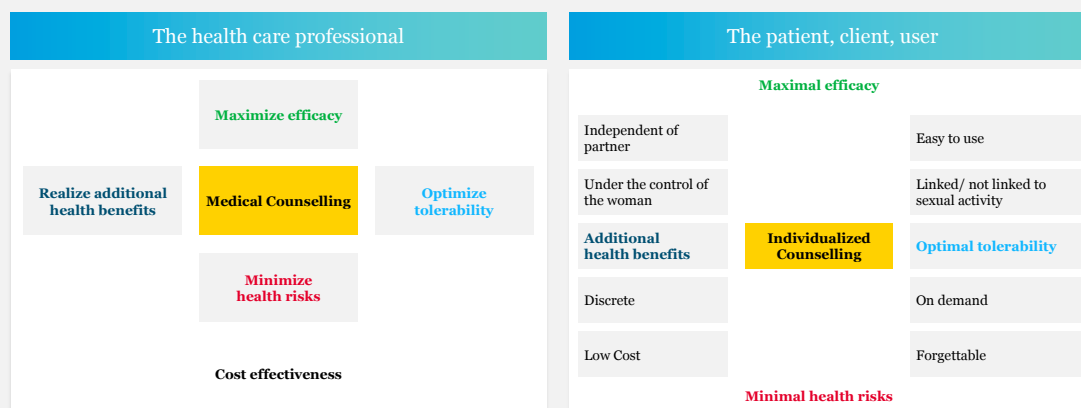 The health care professional
Maximize efficacy
Realize additional
health benefits
Medical Counselling
Optimize
tolerability
Minimize
health risks
Cost effectiveness
The patient, client, user
Maximal efficacy
Independent of
partner
Easy to use
Under the control of
the woman
Linked/ not linked to
sexual activity
Additional
health benefits
Individualized
Counselling
Optimal tolerability
Discrete
On demand
Low Cost
Forgettable
Minimal health risks